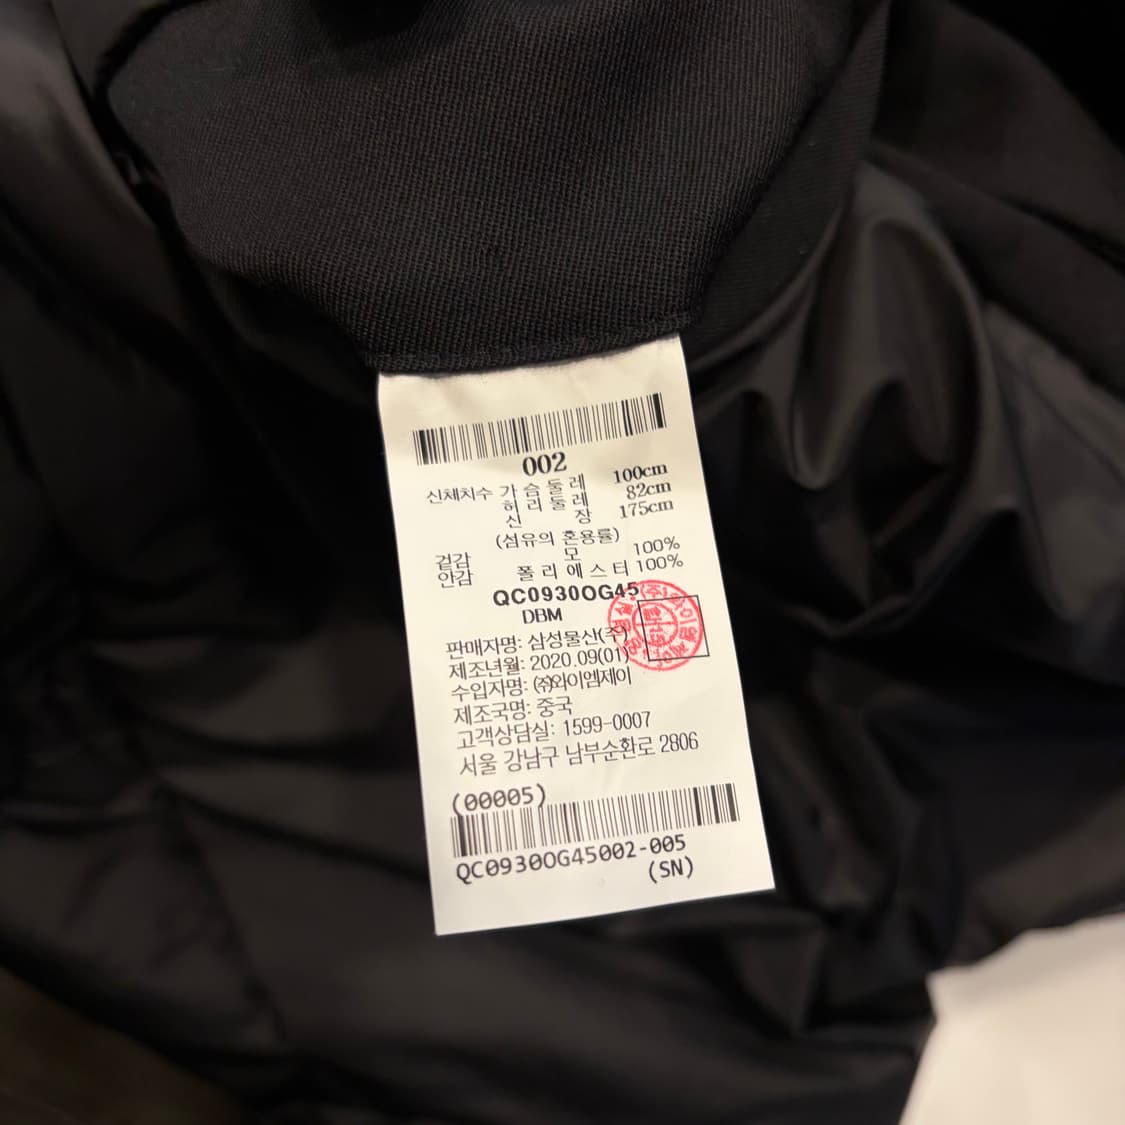 002
신체치수 가 슴 둘 레 100cm
허 리 둘 레 82cm
신 장 175cm
(섬유의 혼용률)
겉감 모 100%
안감 폴 리 에 스 터 100%
QC0930OG45
DBM
판매자명: 삼성물산(주)
제조년월: 2020.09(01)
수입자명: ㈜와이엠제이
제조국명: 중국
고객상담실: 1599-0007
서울 강남구 남부순환로 2806
(00005)
QC0930OG45002-005
(SN)